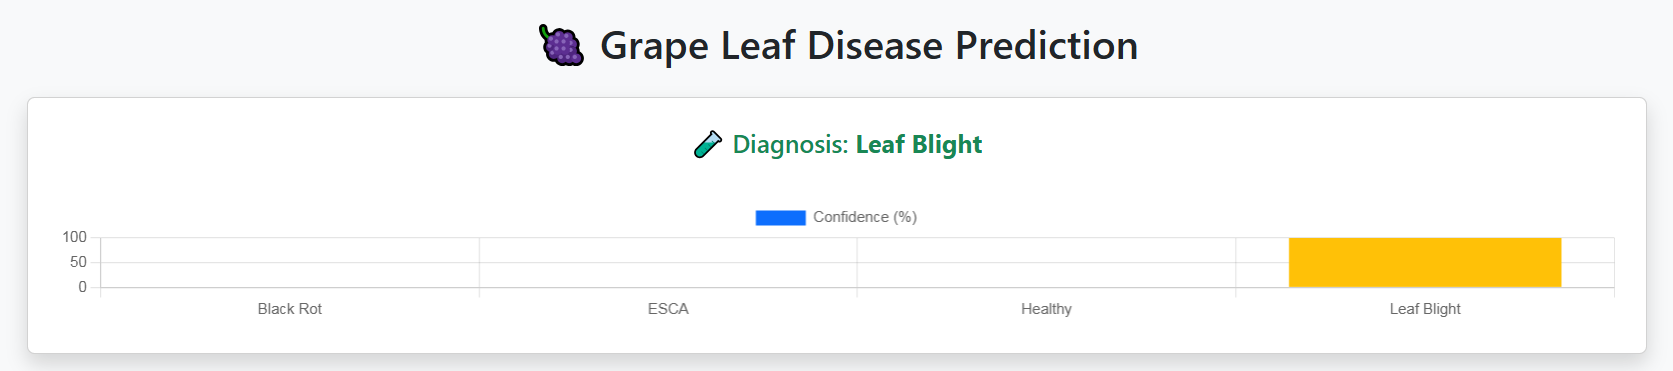 Grape Leaf Disease Prediction
Diagnosis: Leaf Blight
Confidence (%)
100
50
0
Black Rot ESCA Healthy Leaf Blight